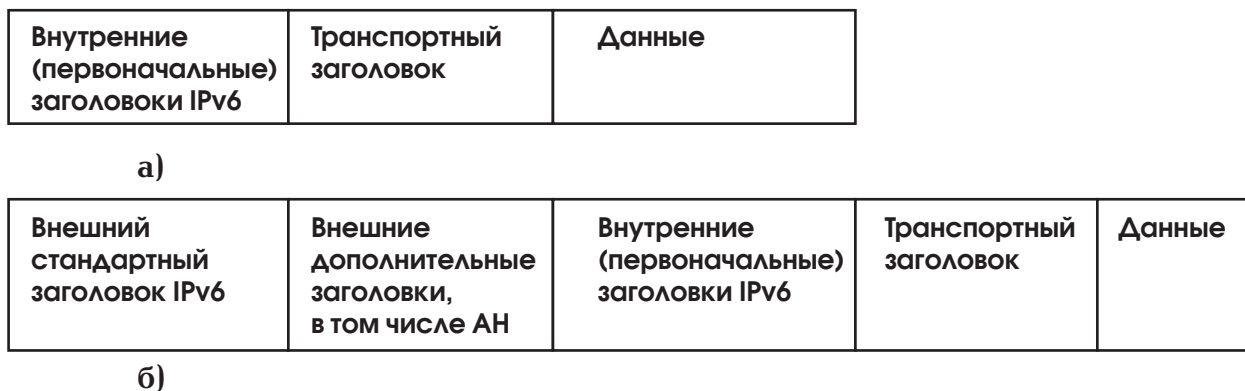 Внутренние
(первоначальные)
заголовоки IPv6
Транспортный
заголовок
Данные
а)
Внешний
стандартный
заголовок IPv6
Внешние
дополнительные
заголовки,
в том числе AH
Внутренние
(первоначальные)
заголовки IPv6
Транспортный
заголовок
Данные
б)